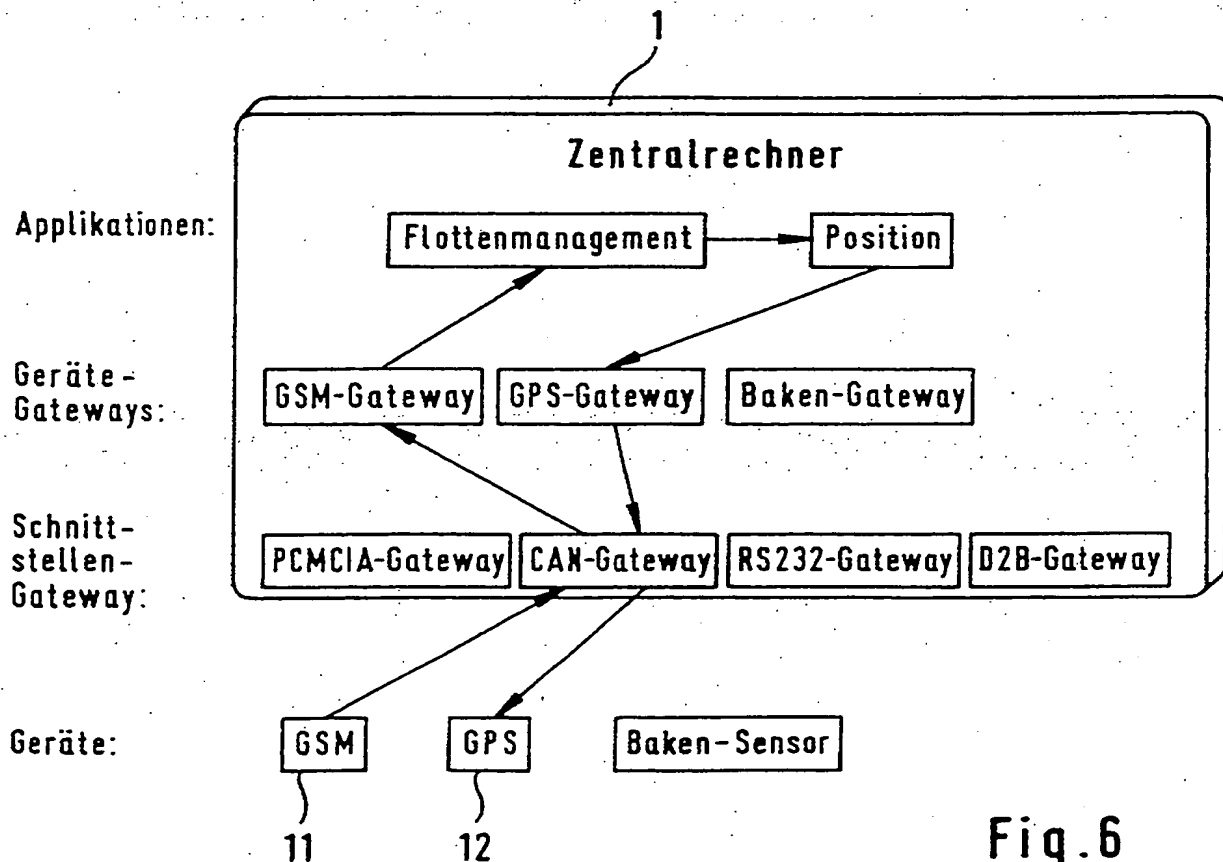 1
Zentralrechner
Applikationen:
Flottenmanagement
Position
Geräte-
Gateways:
GSM-Gateway
GPS-Gateway
Baken-Gateway
Schnitt-
stellen-
Gateway:
PCMCIA-Gateway
CAN-Gateway
RS232-Gateway
D2B-Gateway
Geräte:
GSM
GPS
Baken-Sensor
11
12
Fig.6